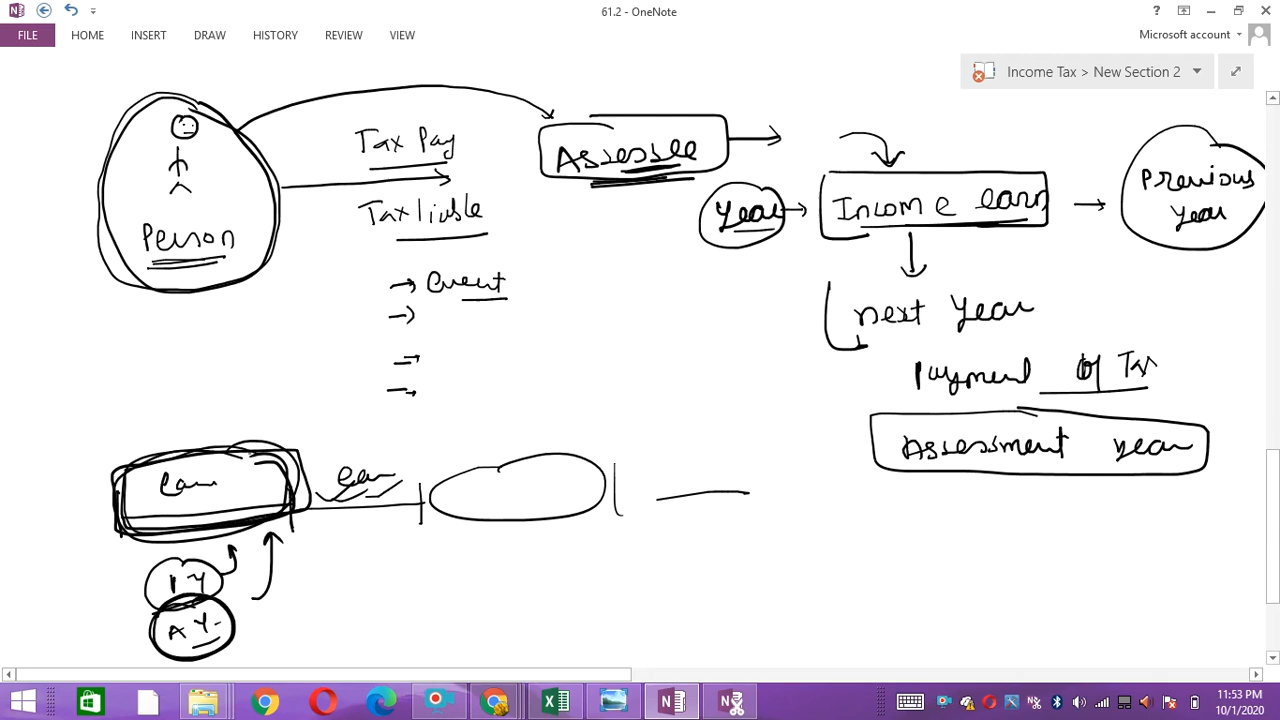 61.2 - OneNote
FILE HOME INSERT DRAW HISTORY REVIEW VIEW
Microsoft account
Income Tax > New Section 2
Tax Pay
Assessee
Tax liable
Person
Year
Income earn
Previous
Year
Event
next Year
Payment of Tax
Assessment year
Earn
ear
P Y
A Y.
11:53 PM
10/1/2020